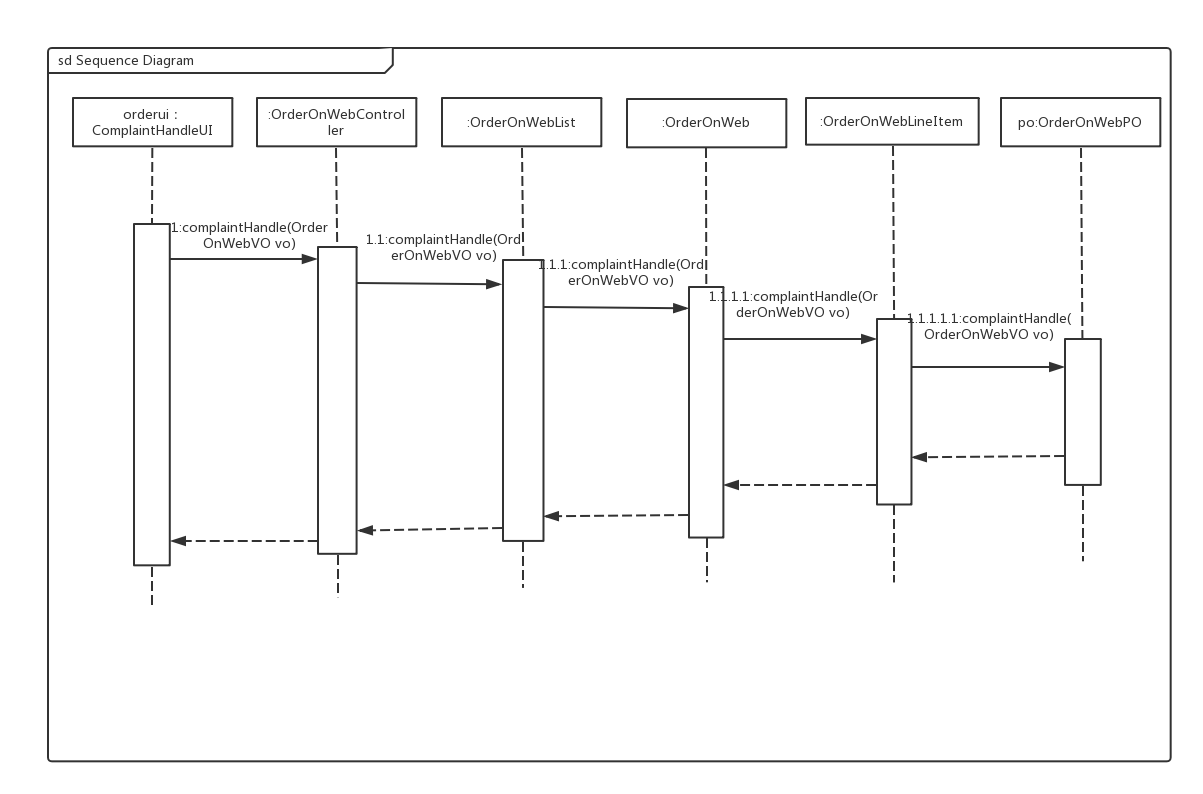 sd Sequence Diagram
orderui：
ComplaintHandleUI
:OrderOnWebControl
ler
:OrderOnWebList
:OrderOnWeb
:OrderOnWebLineItem
po:OrderOnWebPO
1:complaintHandle(Order
OnWebVO vo)
1.1:complaintHandle(Ord
erOnWebVO vo)
1.1.1:complaintHandle(Ord
erOnWebVO vo)
1.1.1.1:complaintHandle(Or
derOnWebVO vo)
1.1.1.1.1:complaintHandle(
OrderOnWebVO vo)